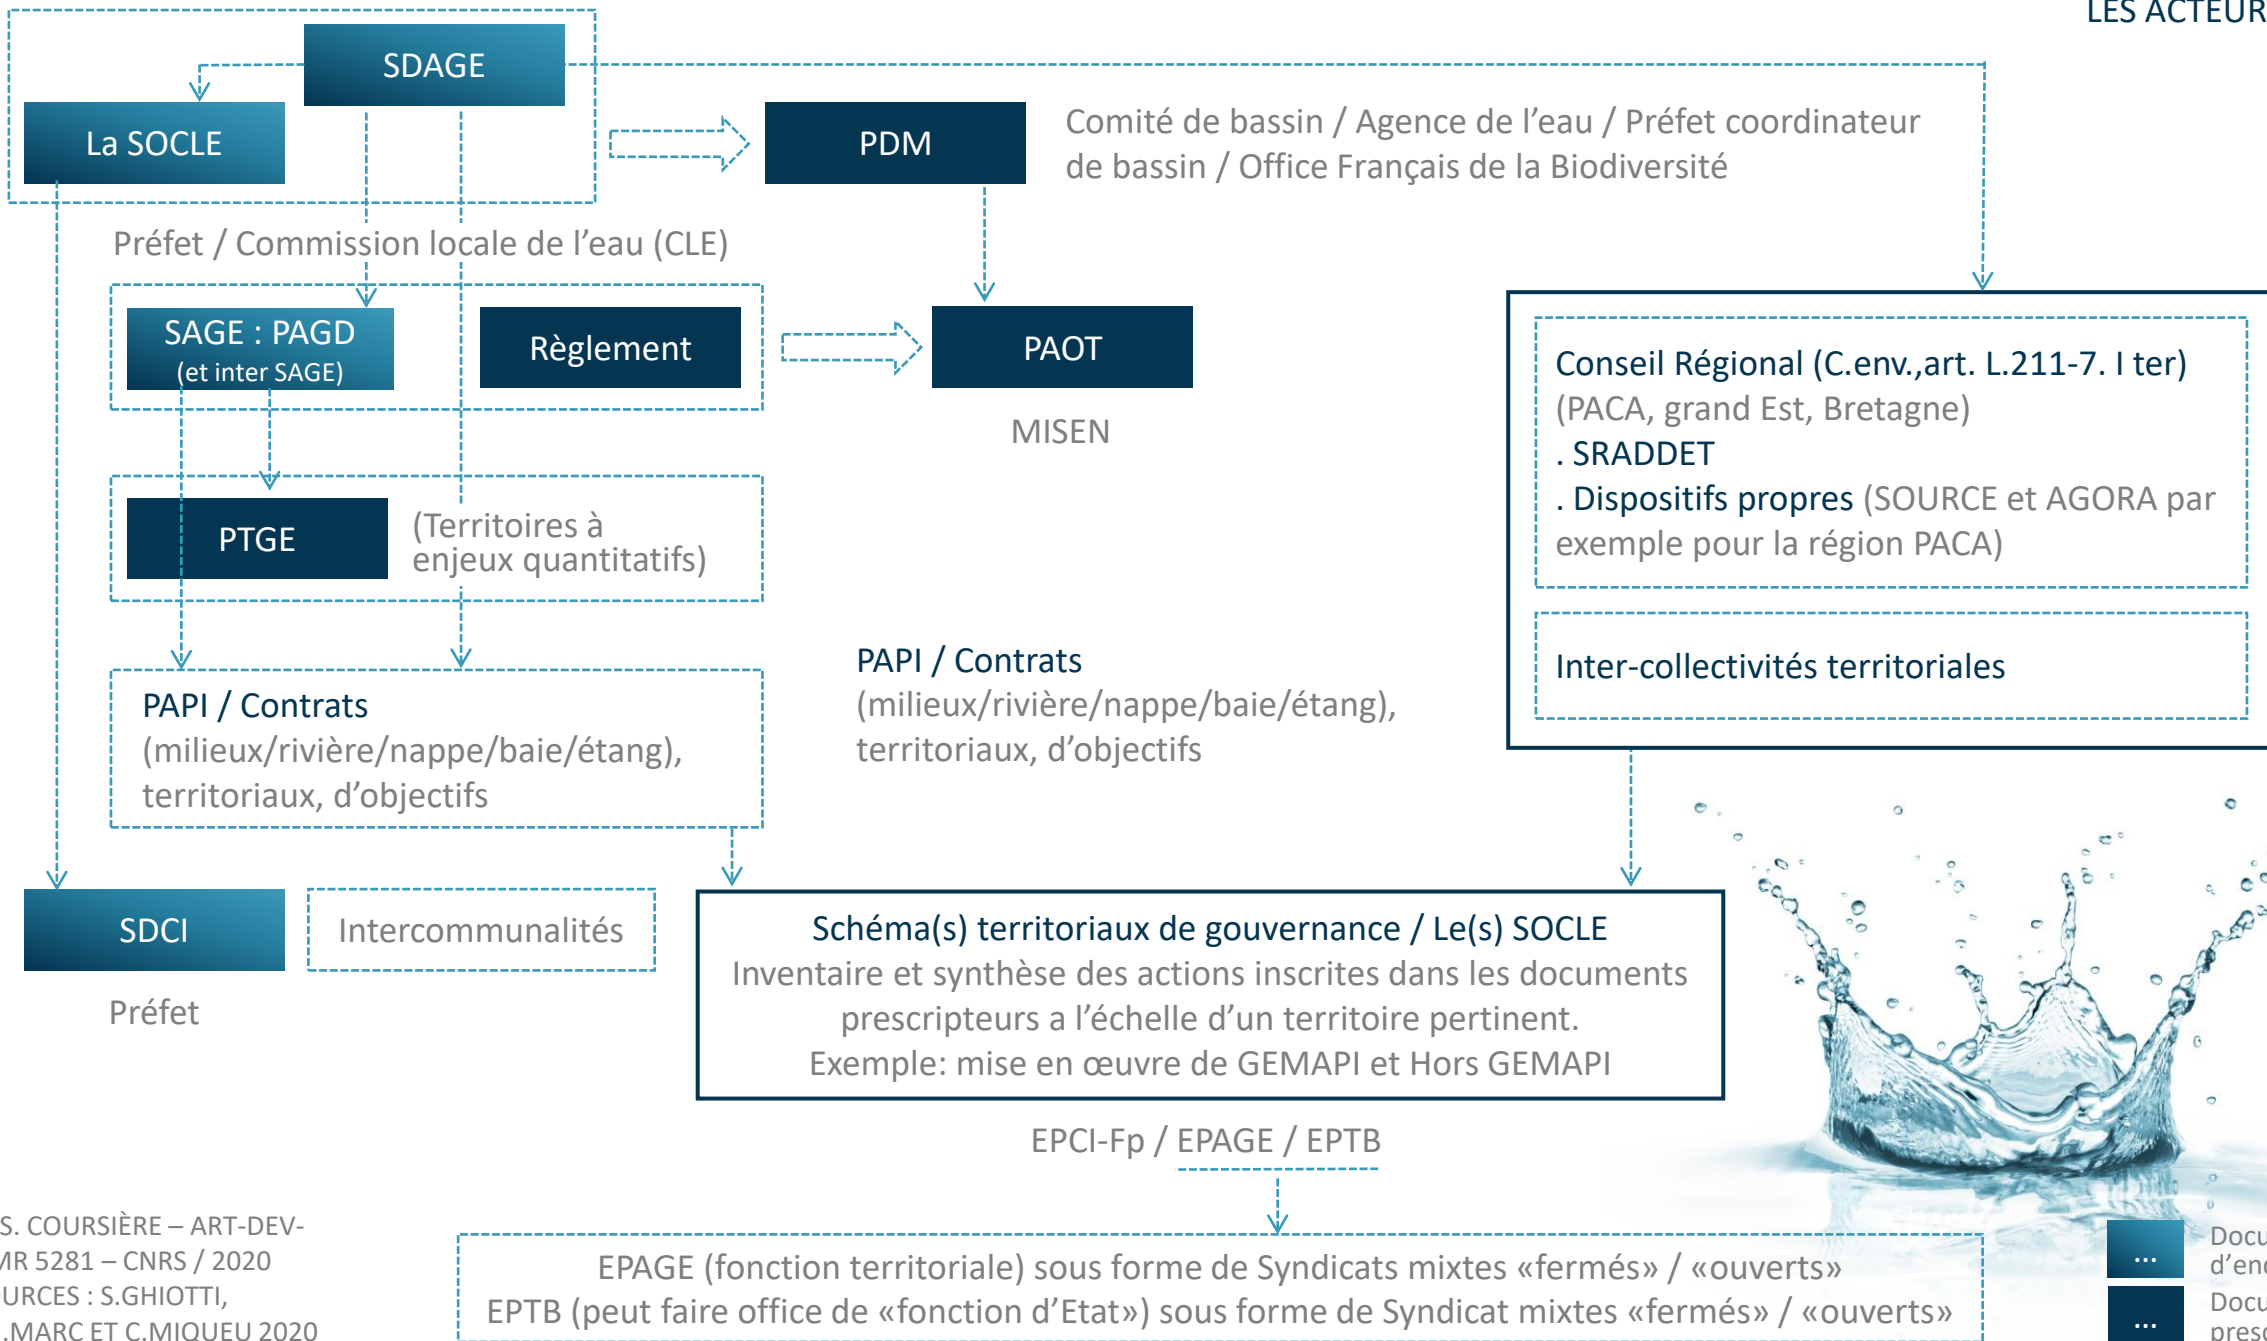 LES ACTEUR
SDAGE
La SOCLE
PDM
Comité de bassin / Agence de l’eau / Préfet coordinateur
de bassin / Office Français de la Biodiversité
Préfet / Commission locale de l’eau (CLE)
SAGE : PAGD
(et inter SAGE)
Règlement
PAOT
MISEN
Conseil Régional (C.env.,art. L.211-7. I ter)
(PACA, grand Est, Bretagne)
. SRADDET
. Dispositifs propres (SOURCE et AGORA par
exemple pour la région PACA)
Inter-collectivités territoriales
PTGE
(Territoires à
enjeux quantitatifs)
PAPI / Contrats
(milieux/rivière/nappe/baie/étang),
territoriaux, d’objectifs
PAPI / Contrats
(milieux/rivière/nappe/baie/étang),
territoriaux, d’objectifs
SDCI
Intercommunalités
Préfet
Schéma(s) territoriaux de gouvernance / Le(s) SOCLE
Inventaire et synthèse des actions inscrites dans les documents
prescripteurs a l’échelle d’un territoire pertinent.
Exemple: mise en œuvre de GEMAPI et Hors GEMAPI
EPCI-Fp / EPAGE / EPTB
EPAGE (fonction territoriale) sous forme de Syndicats mixtes «fermés» / «ouverts»
EPTB (peut faire office de «fonction d’Etat») sous forme de Syndicat mixtes «fermés» / «ouverts»
S. COURSIÈRE – ART-DEV-
MR 5281 – CNRS / 2020
OURCES : S.GHIOTTI,
.MARC ET C.MIQUEU 2020
...
Docu
d’enc
...
Docu
presc